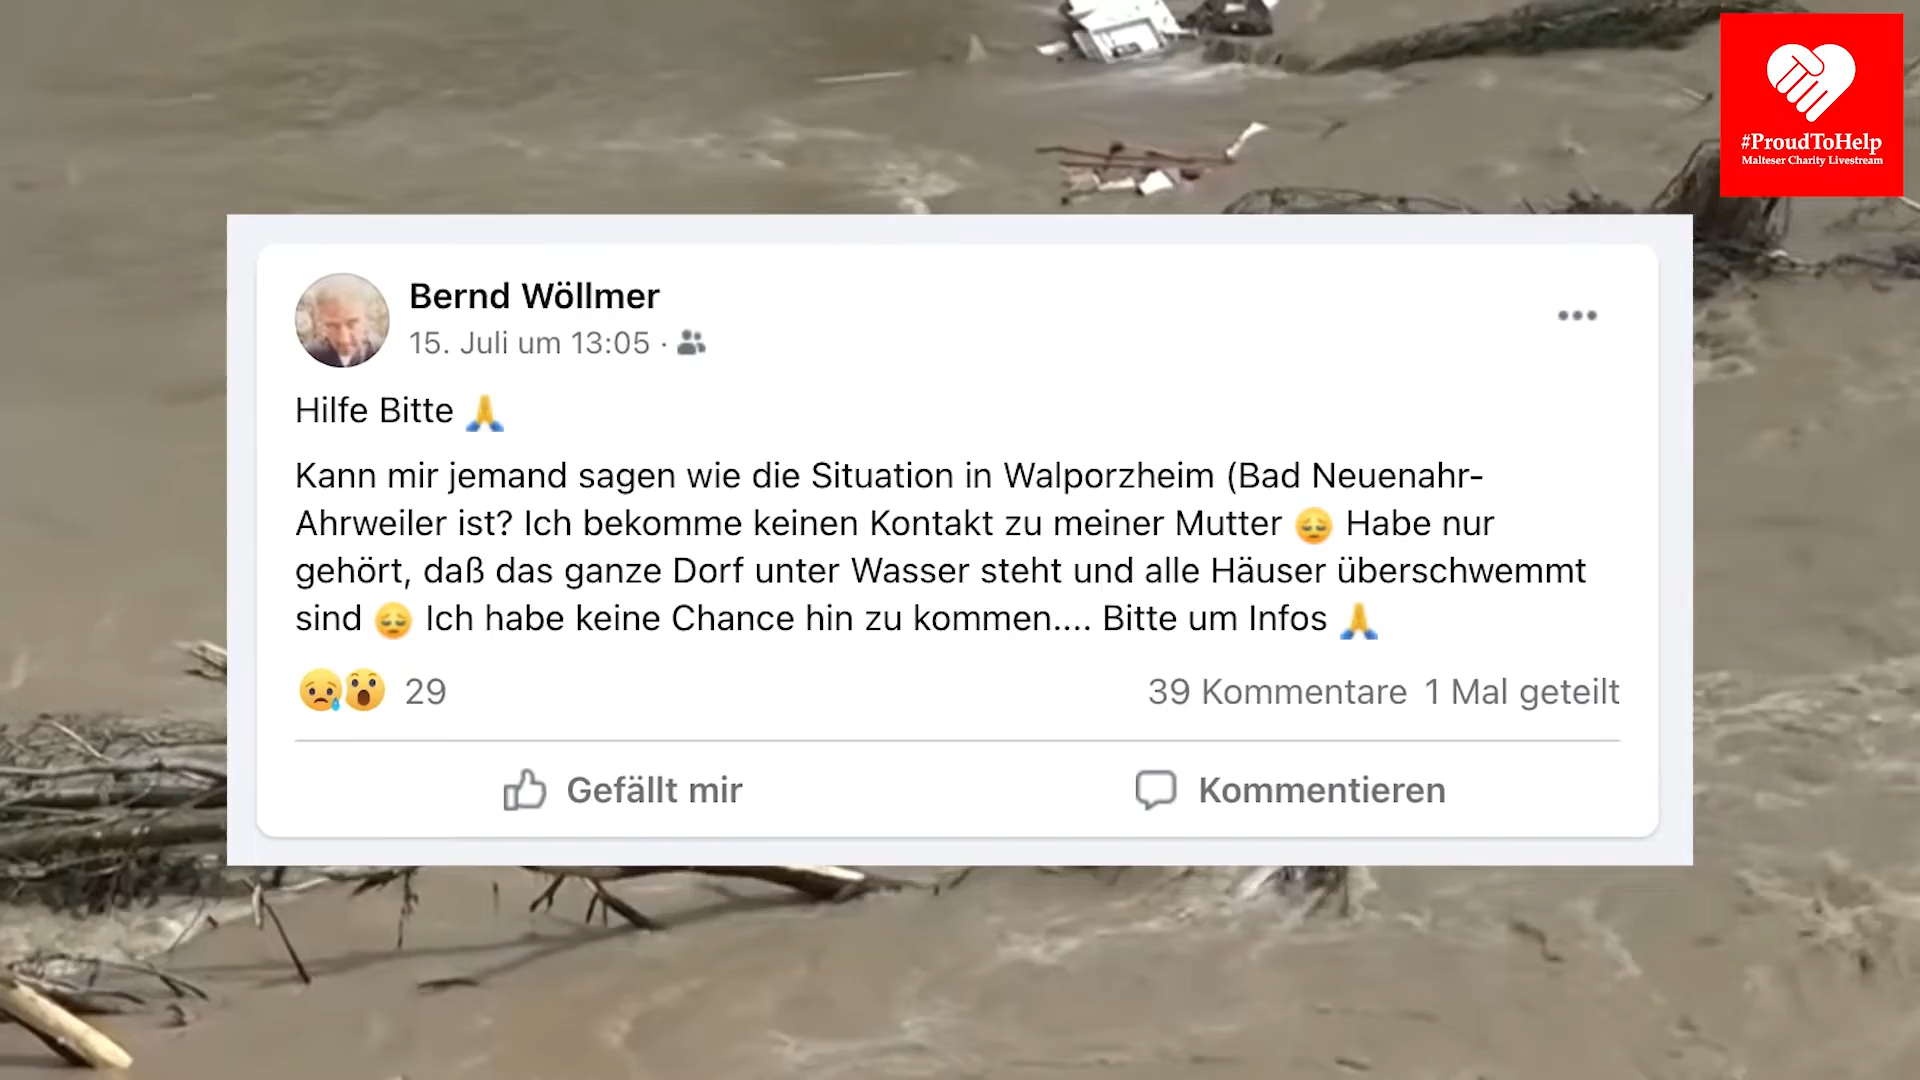 #ProudToHelp
Malteser Charity Livestream
Bernd Wöllmer
15. Juli um 13:05 ·
Hilfe Bitte 🙏
Kann mir jemand sagen wie die Situation in Walporzheim (Bad Neuenahr-
Ahrweiler ist? Ich bekomme keinen Kontakt zu meiner Mutter 😔 Habe nur
gehört, daß das ganze Dorf unter Wasser steht und alle Häuser überschwemmt
sind 😔 Ich habe keine Chance hin zu kommen.... Bitte um Infos 🙏
29 39 Kommentare 1 Mal geteilt
Gefällt mir Kommentieren